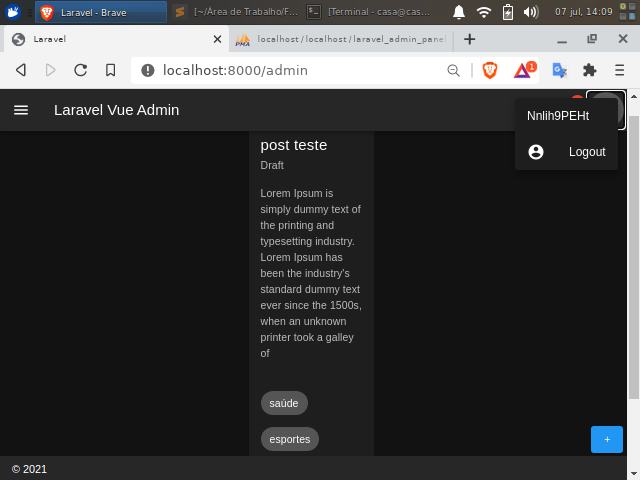 Laravel - Brave
[~/Área de Trabalho/F...
[Terminal - casa@cas...
07 jul, 14:09
Laravel
localhost / localhost / laravel_admin_pane
localhost:8000/admin
1
Laravel Vue Admin
Nnlih9PEHt
Logout
post teste
Draft
Lorem Ipsum is
simply dummy text of
the printing and
typesetting industry.
Lorem Ipsum has
been the industry's
standard dummy text
ever since the 1500s,
when an unknown
printer took a galley
of
saúde
esportes
+
© 2021